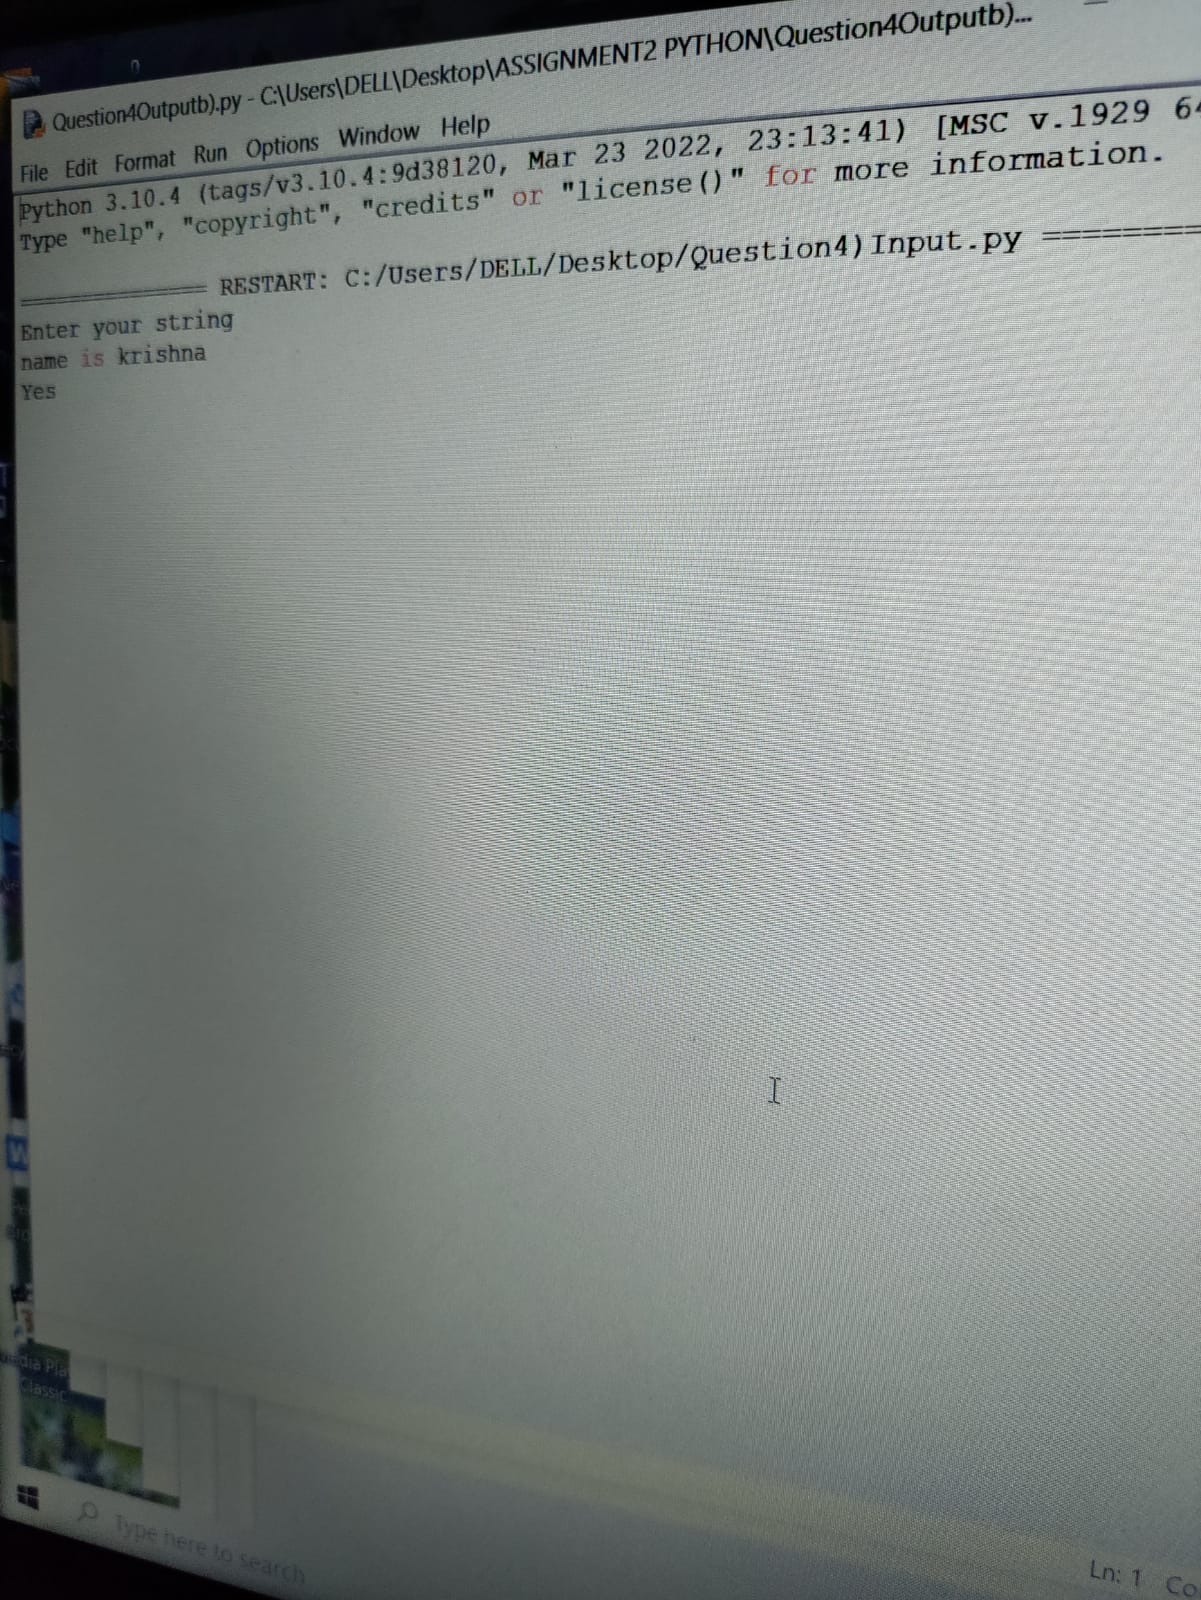 Question4Outputb).py - C:\Users\DELL\Desktop\ASSIGNMENT2 PYTHON\Question4Outputb)...
File Edit Format Run Options Window Help
Python 3.10.4 (tags/v3.10.4:9d38120, Mar 23 2022, 23:13:41) [MSC v.1929 64
Type "help", "copyright", "credits" or "license()" for more information.
============ RESTART: C:/Users/DELL/Desktop/Question4)Input.py =========
Enter your string
name is krishna
Yes
W
Classic
Type here to search
Ln: 1 Co